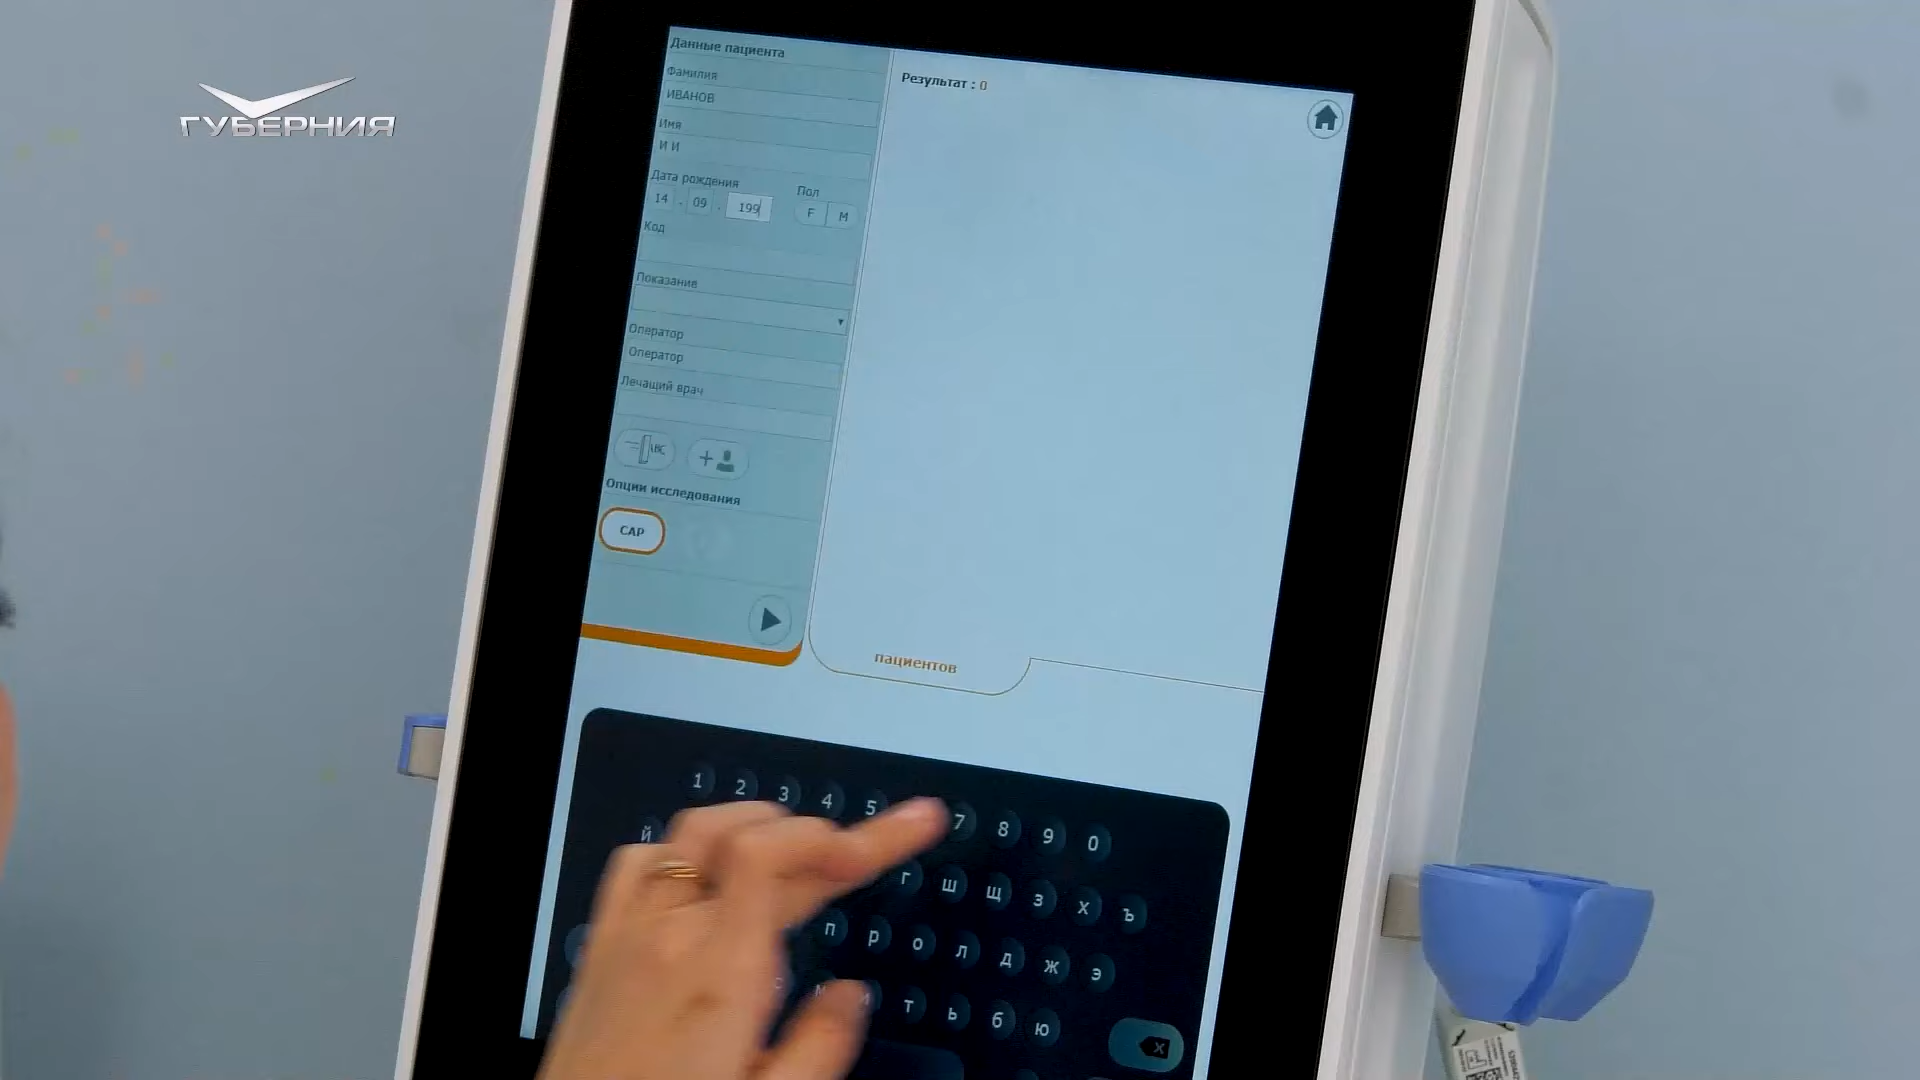 ГУБЕРНИЯ
Данные пациента
Фамилия
ИВАНОВ
Имя
И И
Дата рождения
Пол
14 . 09 . 199
F M
Код
Показание
Оператор
Оператор
Лечащий врач
Опции исследования
CAP
Результат : 0
пациентов
1 2 3 4 5 7 8 9 0
й г ш щ з х ъ
п р о л д ж э
с м и т ь б ю